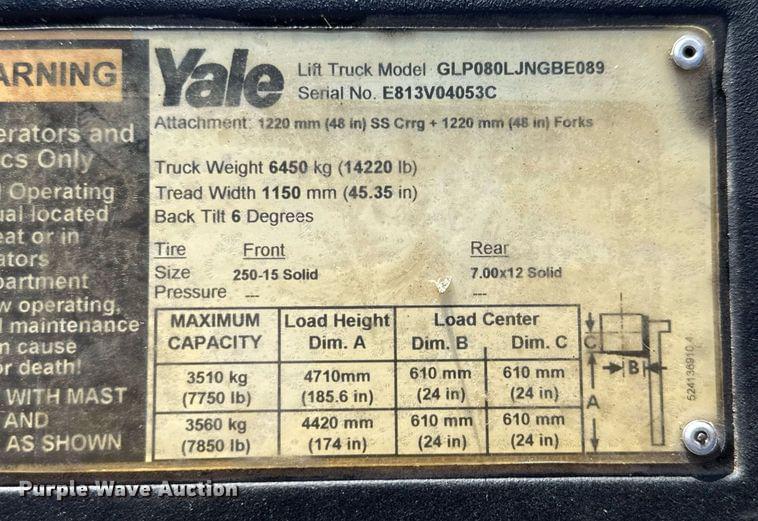 ARNING
erators and
cs Only
Operating
ual located
eat or in
ators
partment
w operating,
maintenance
n cause
or death!
WITH MAST
AND
AS SHOWN
Yale
Lift Truck Model GLP080LJNGBE089
Serial No. E813V04053C
Attachment: 1220 mm (48 in) SS Crrg + 1220 mm (48 in) Forks
Truck Weight 6450 kg (14220 lb)
Tread Width 1150 mm (45.35 in)
Back Tilt 6 Degrees
Tire Front Rear
Size 250-15 Solid 7.00x12 Solid
Pressure --- ---
MAXIMUM CAPACITY Load Height Dim. A Load Center Dim. B Dim. C
3510 kg 4710mm 610 mm 610 mm
(7750 lb) (185.6 in) (24 in) (24 in)
3560 kg 4420 mm 610 mm 610 mm
(7850 lb) (174 in) (24 in) (24 in)
C
B
A
524136910.4
Purple Wave Auction